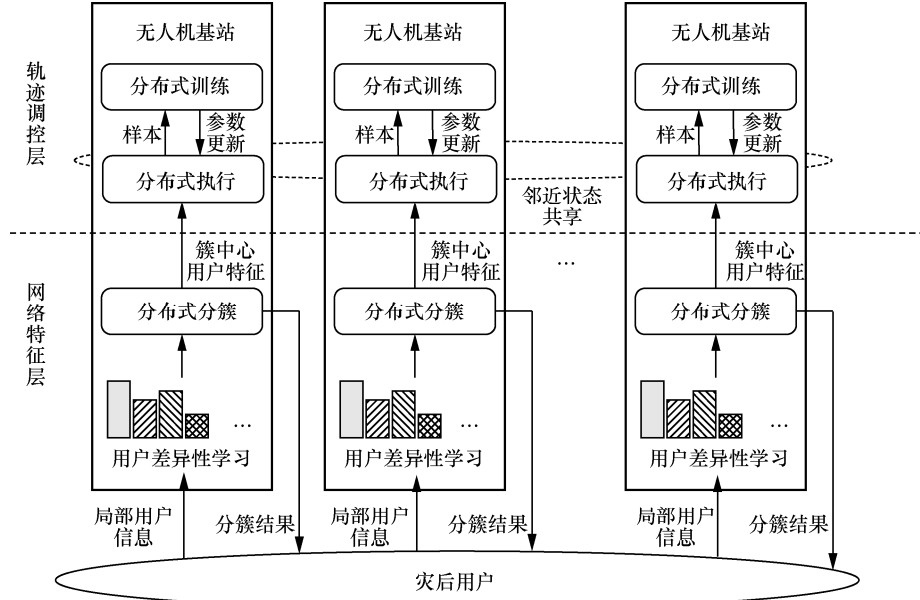 无人机基站
无人机基站
无人机基站
轨迹调控层
分布式训练
分布式训练
分布式训练
样本
参数
更新
样本
参数
更新
样本
参数
更新
分布式执行
分布式执行
分布式执行
邻近状态
共享
簇中心
用户特征
簇中心
用户特征
…
簇中心
用户特征
网络特征层
分布式分簇
分布式分簇
分布式分簇
…
…
…
用户差异性学习
用户差异性学习
用户差异性学习
局部用户
信息
分簇结果
局部用户
信息
分簇结果
局部用户
信息
分簇结果
灾后用户